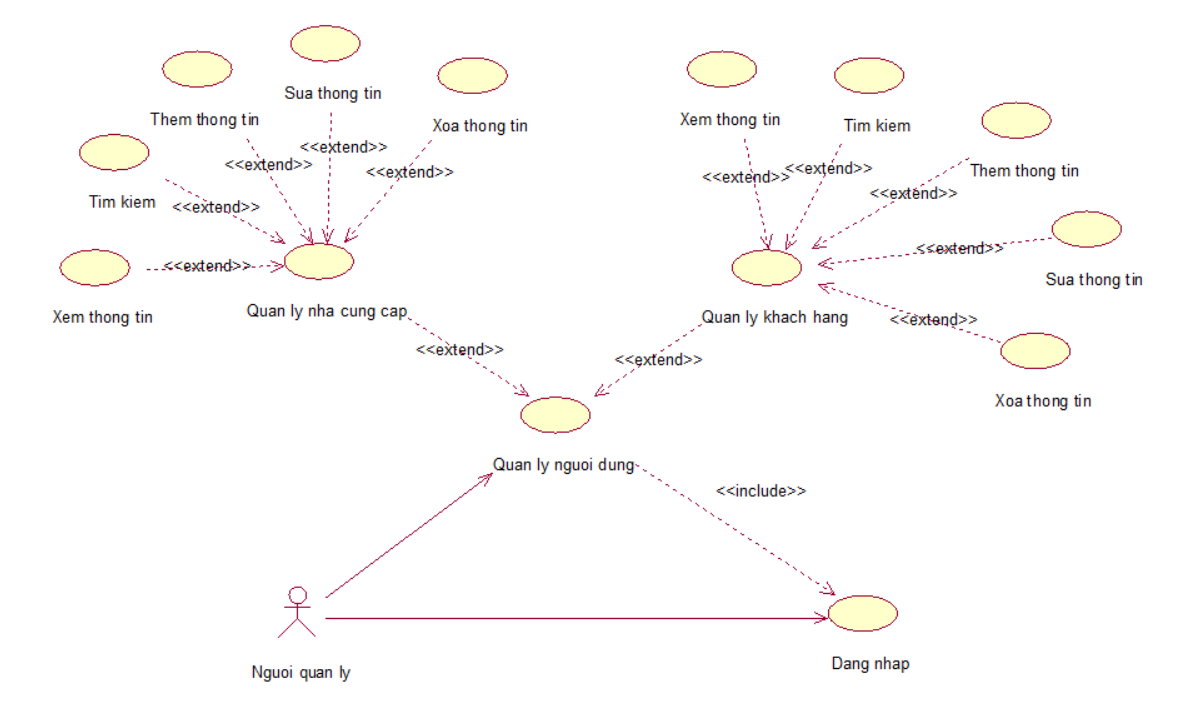 Sua thong tin
Them thong tin
Xoa thong tin
Xem thong tin
Tim kiem
<<extend>>
<<extend>>
<<extend>>
<<extend>>
<<extend>>
<<extend>>
Them thong tin
Tim kiem
<<extend>>
<<extend>>
<<extend>>
<<extend>>
Sua thong tin
Xem thong tin
Quan ly nha cung cap
Quan ly khach hang
<<extend>>
<<extend>>
<<extend>>
Xoa thong tin
Quan ly nguoi dung
<<include>>
Nguoi quan ly
Dang nhap